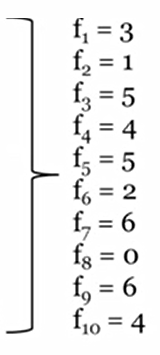 f₁ = 3
f₂ = 1
f₃ = 5
f₄ = 4
f₅ = 5
f₆ = 2
f₇ = 6
f₈ = 0
f₉ = 6
f₁₀ = 4